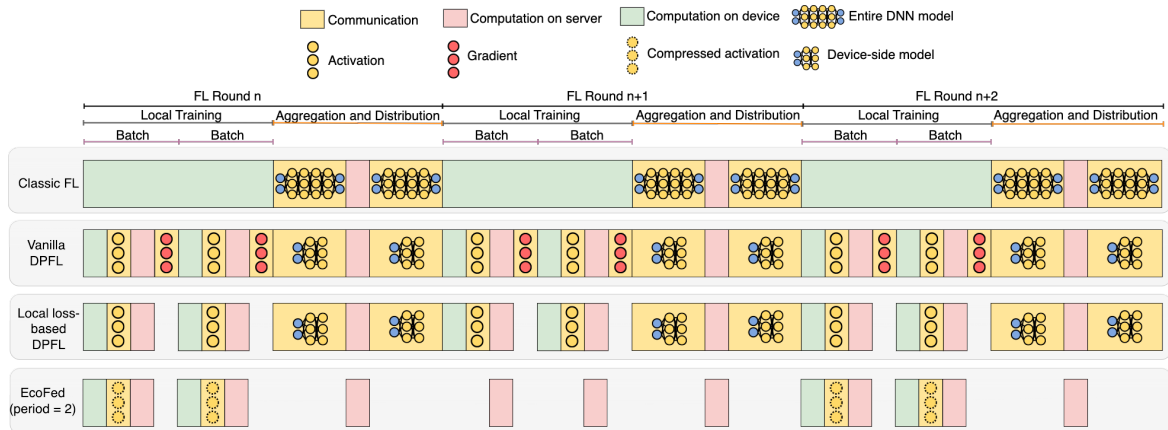 Communication
Computation on server
Computation on device
Entire DNN model
Activation
Gradient
Compressed activation
Device-side model
FL Round n
FL Round n+1
FL Round n+2
Local Training
Aggregation and Distribution
Local Training
Aggregation and Distribution
Local Training
Aggregation and Distribution
Batch
Batch
Batch
Batch
Batch
Batch
Classic FL
Vanilla
DPFL
Local loss-
based
DPFL
EcoFed
(period = 2)